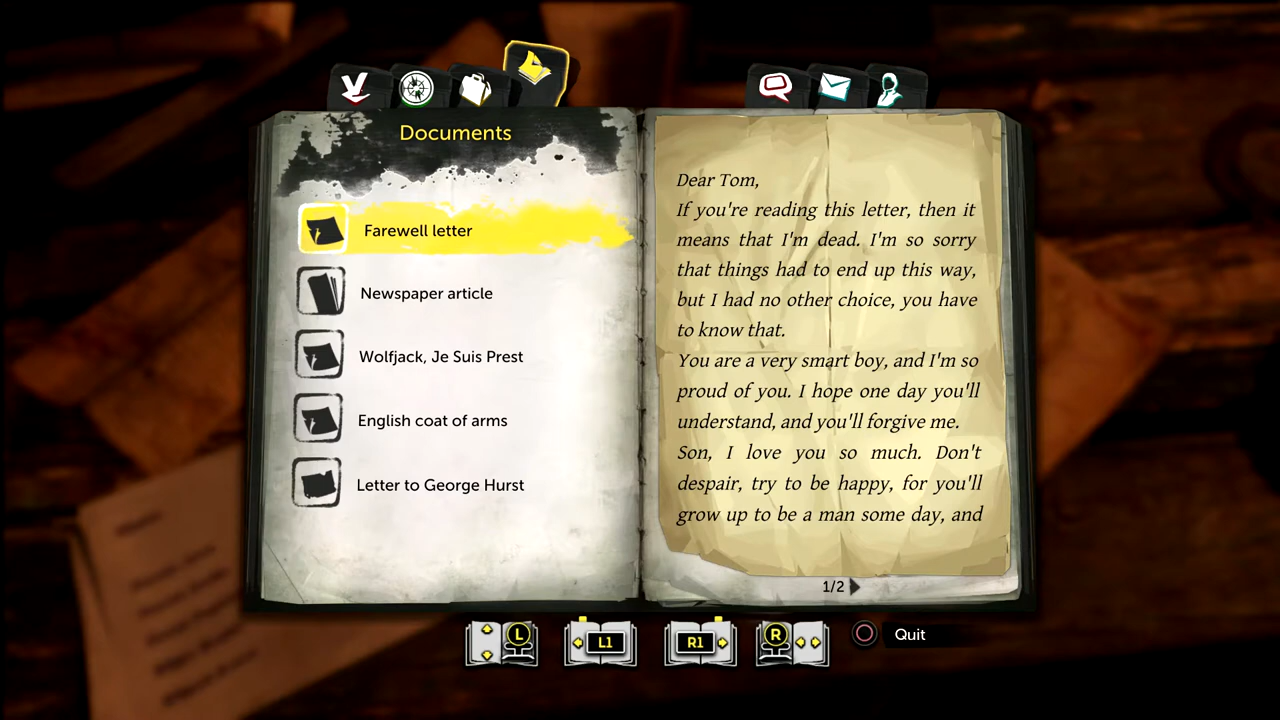 Documents
Farewell letter
Newspaper article
Wolfjack, Je Suis Prest
English coat of arms
Letter to George Hurst
Dear Tom,
If you're reading this letter, then it
means that I'm dead. I'm so sorry
that things had to end up this way,
but I had no other choice, you have
to know that.
You are a very smart boy, and I'm so
proud of you. I hope one day you'll
understand, and you'll forgive me.
Son, I love you so much. Don't
despair, try to be happy, for you'll
grow up to be a man some day, and
1/2
L
L1
R1
R
Quit